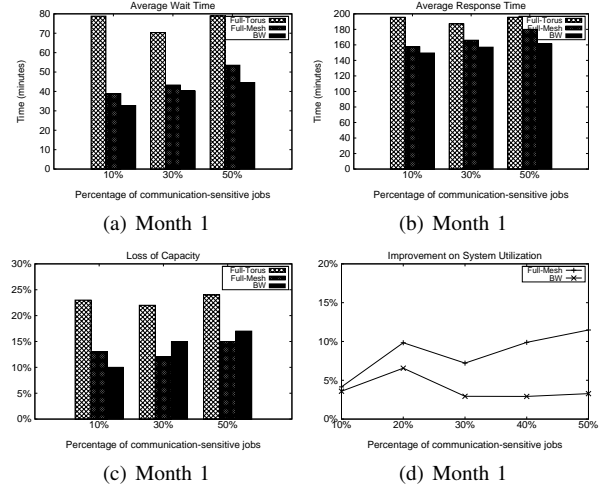 Average Wait Time
90
80
70
60
50
40
30
20
10
0
Time (minutes)
Full-Torus
Full-Mesh
BW
10%
30%
50%
Percentage of communication-sensitive jobs
(a) Month 1
Average Response Time
200
180
160
140
120
100
80
60
40
20
0
Time (minutes)
Full-Torus
Full-Mesh
BW
10%
30%
50%
Percentage of communication-sensitive jobs
(b) Month 1
Loss of Capacity
30%
25%
20%
15%
10%
5%
0%
Full-Torus
Full-Mesh
BW
10%
30%
50%
Percentage of communication-sensitive jobs
(c) Month 1
Improvement on System Utilization
20%
15%
10%
5%
0%
Full-Mesh
BW
10%
20%
30%
40%
50%
Percentage of communication-sensitive jobs
(d) Month 1